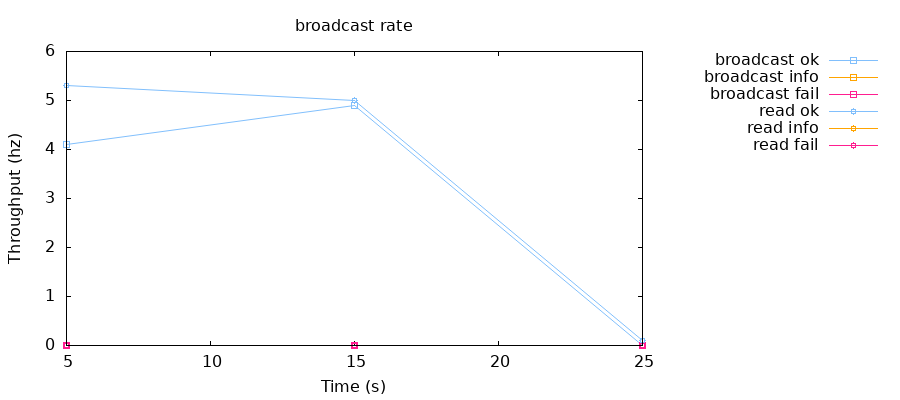 broadcast rate
6
5
4
3
2
1
0
Throughput (hz)
5
10
15
20
25
Time (s)
broadcast ok
broadcast info
broadcast fail
read ok
read info
read fail